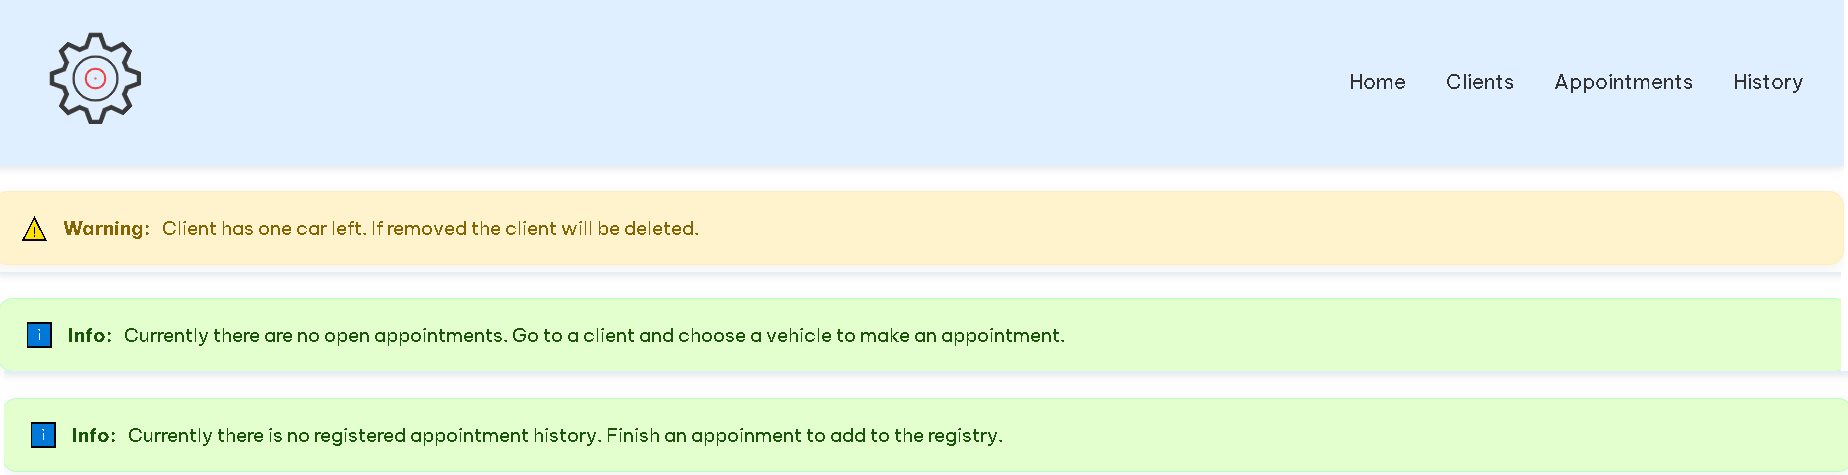 Home Clients Appointments History
Warning: Client has one car left. If removed the client will be deleted.
i Info: Currently there are no open appointments. Go to a client and choose a vehicle to make an appointment.
i Info: Currently there is no registered appointment history. Finish an appoinment to add to the registry.